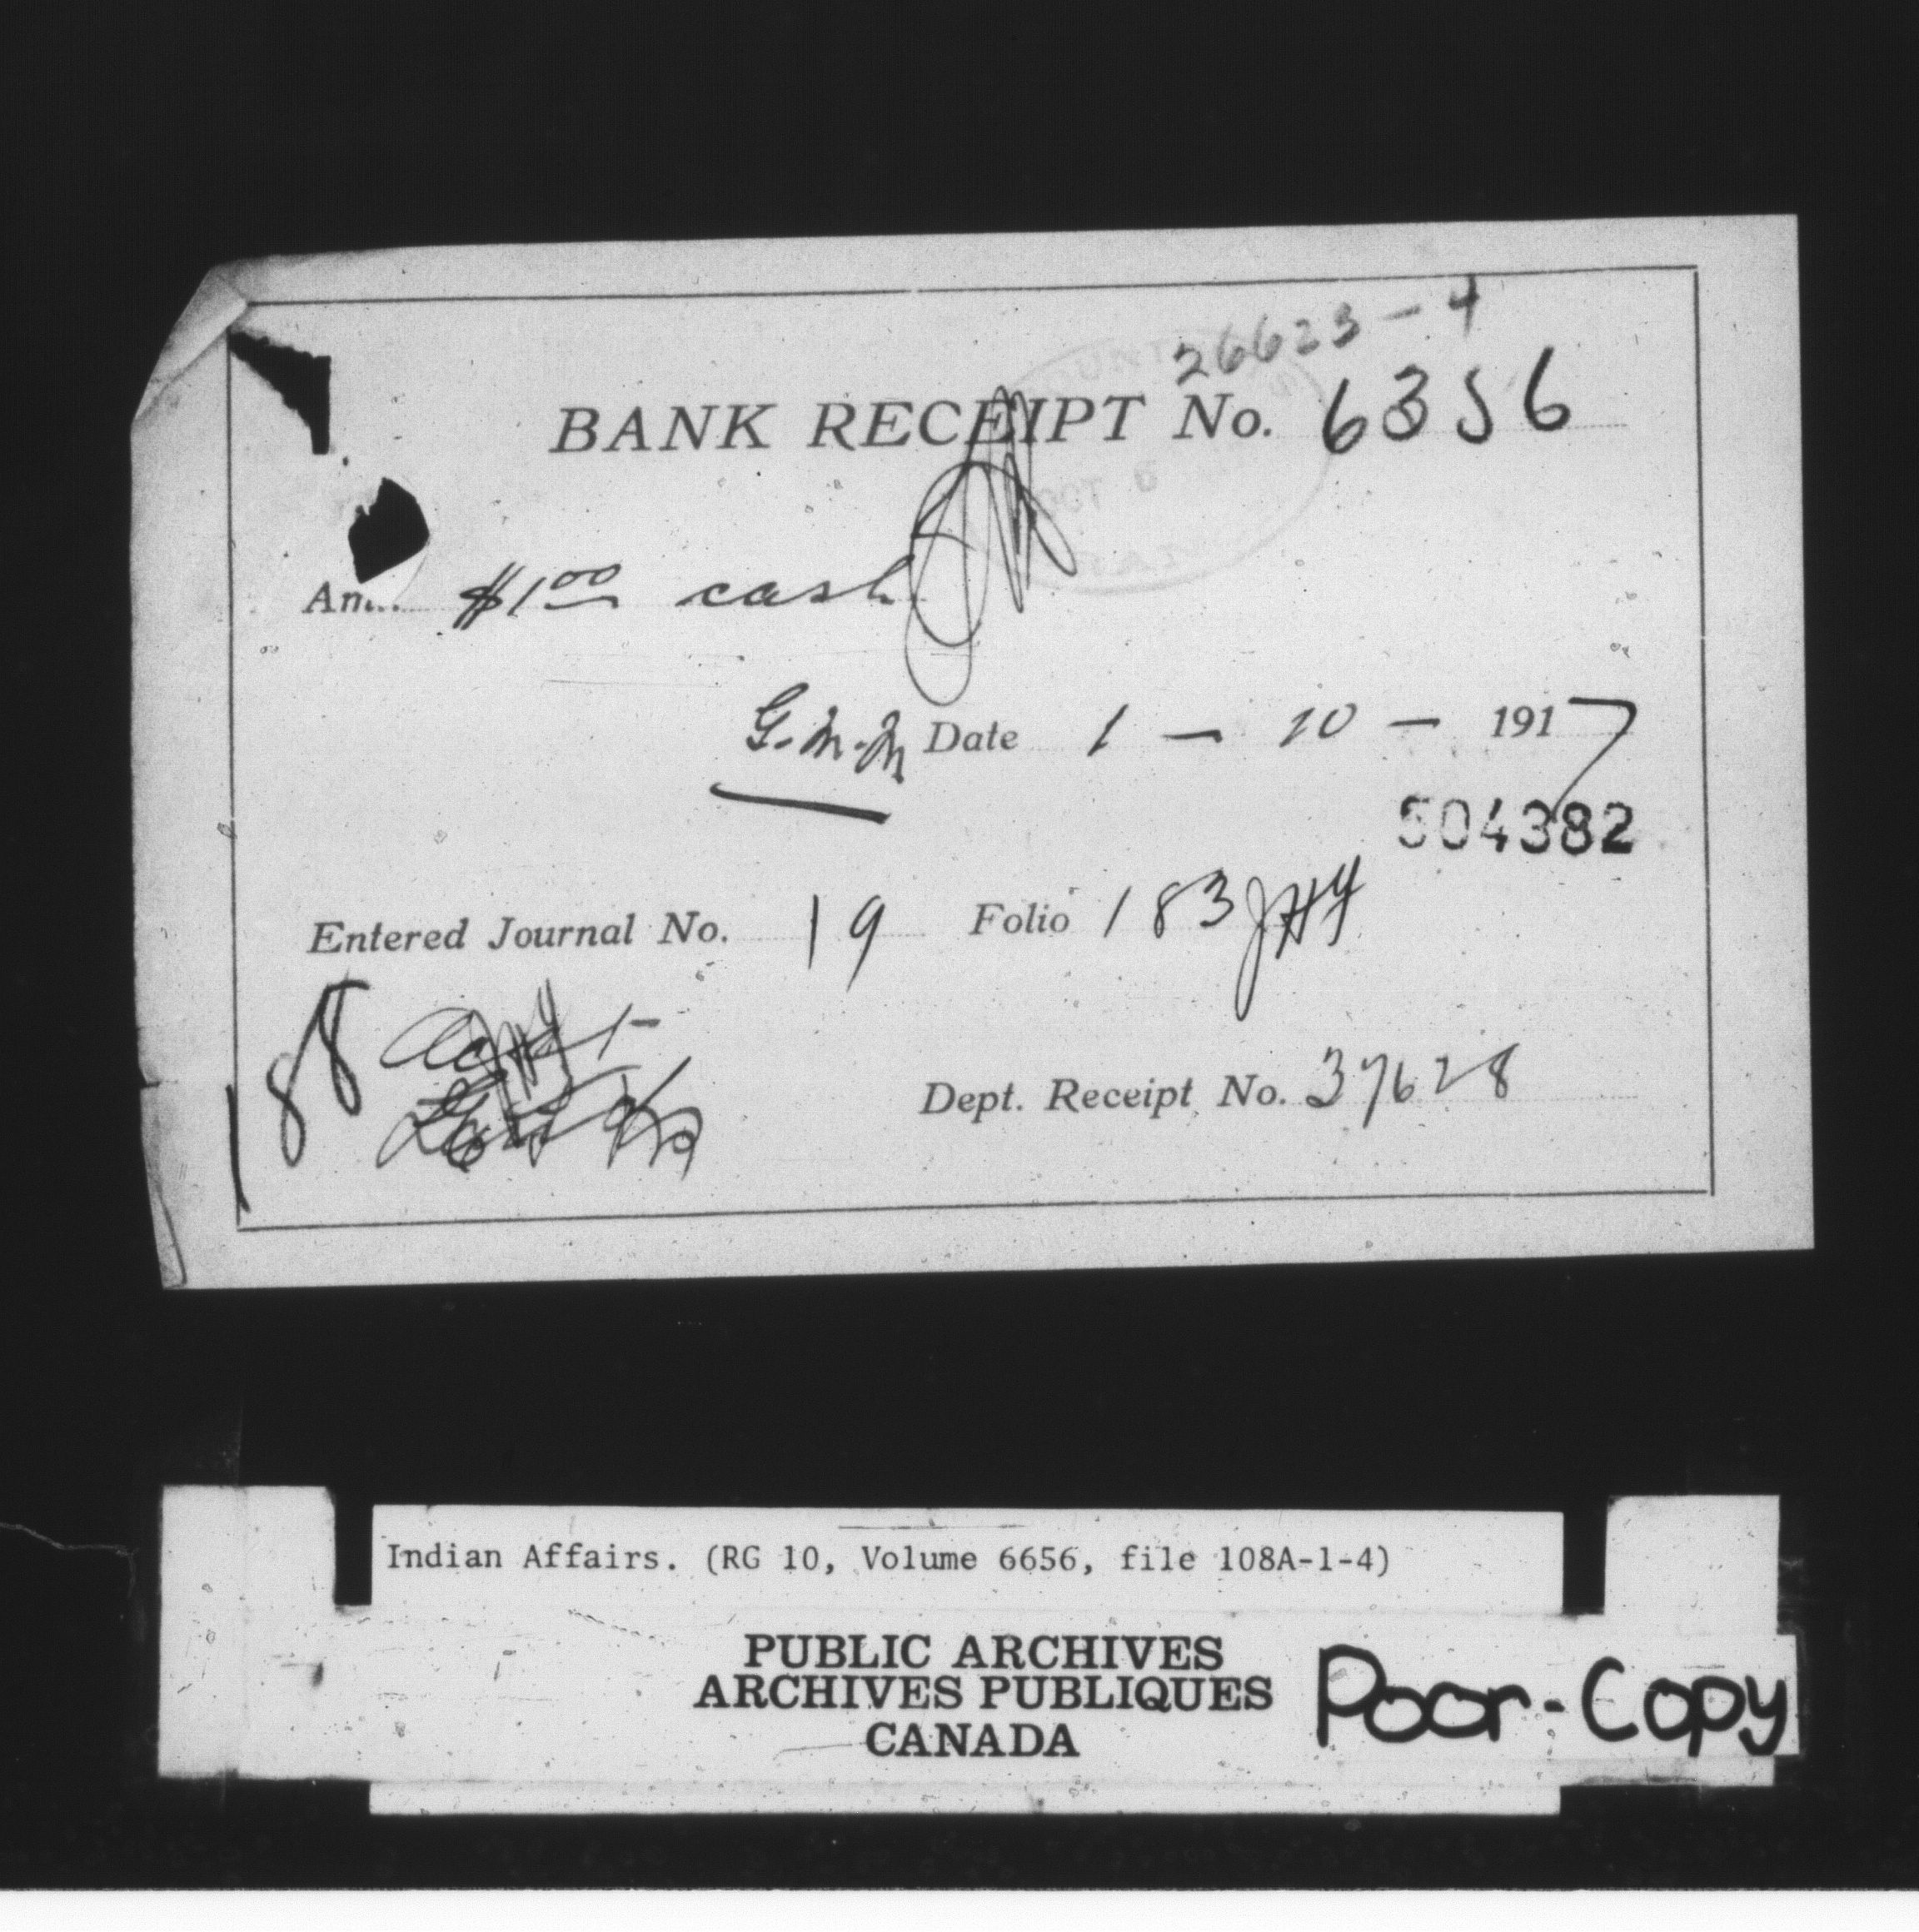 26623-4
BANK RECEIPT No. 6356
Am.. $1 00 cash
G.M.M Date 1 - 10 - 1917
504382
Entered Journal No. 19 Folio 183
88
Dept. Receipt No. 37628
Indian Affairs. (RG 10, Volume 6656, file 108A-1-4)
PUBLIC ARCHIVES
ARCHIVES PUBLIQUES
CANADA
Poor-Copy